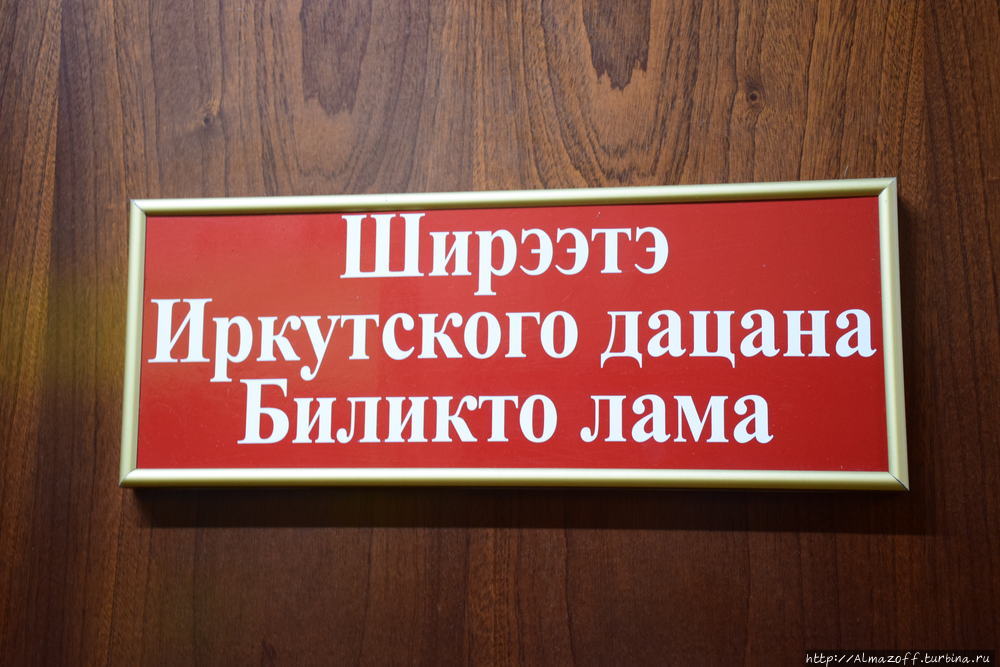 Ширээтэ
Иркутского дацана
Биликто лама
http://Almazoff.turbina.ru